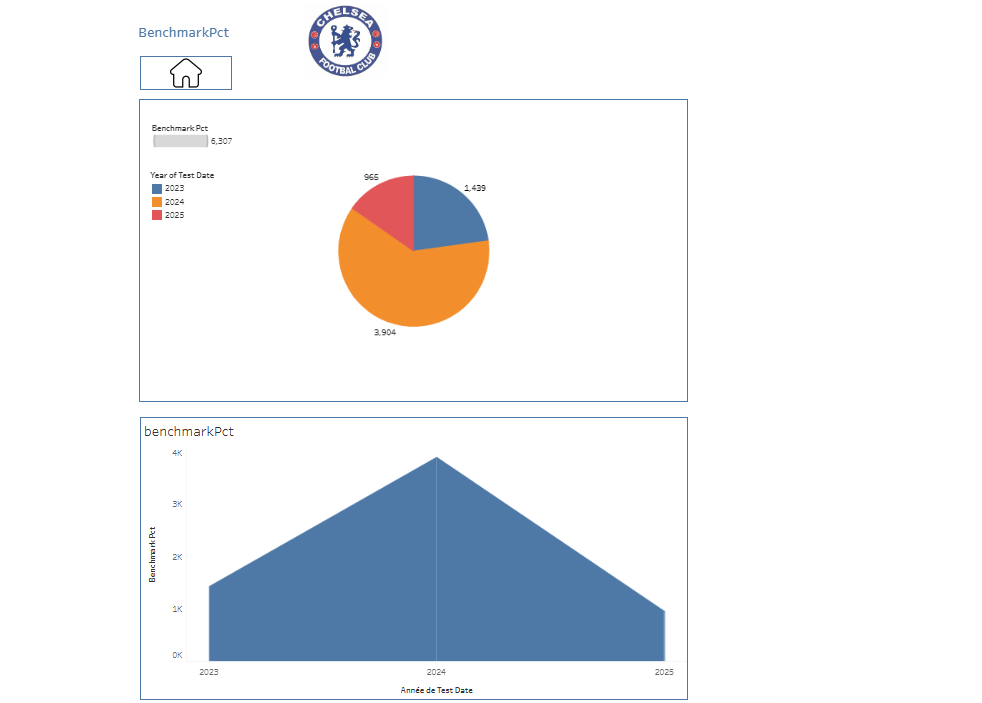 BenchmarkPct
CHELSEA
FOOTBAL CLUB
Benchmark Pct
6,307
Year of Test Date
2023
2024
2025
965
1,439
3,904
benchmarkPct
4K
3K
2K
1K
0K
Benchmark Pct
2023 2024 2025
Année de Test Date